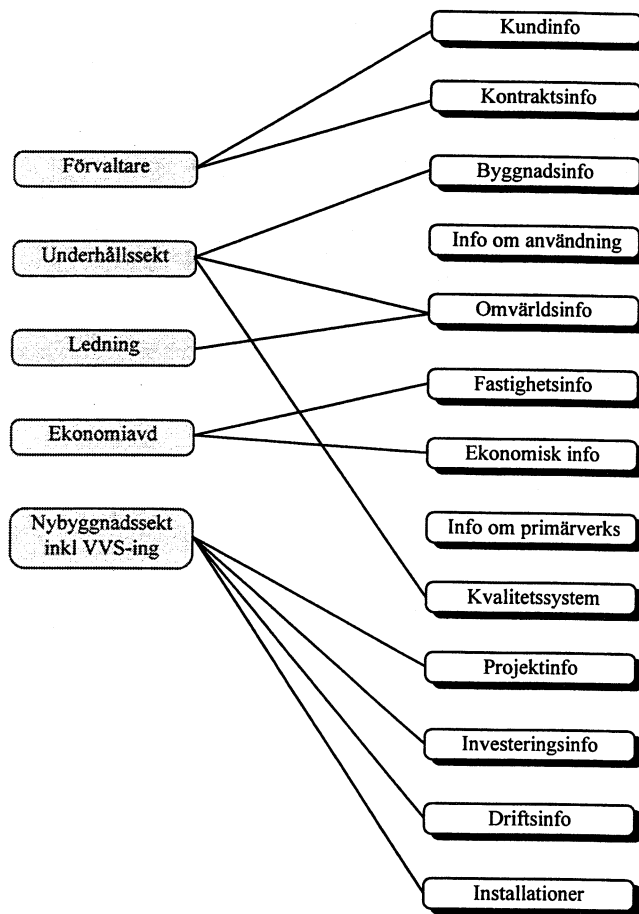 Förvaltare
Underhållssekt
Ledning
Ekonomiavd
Nybyggnadssekt
inkl VVS-ing
Kundinfo
Kontraktsinfo
Byggnadsinfo
Info om användning
Omvärldsinfo
Fastighetsinfo
Ekonomisk info
Info om primärverks
Kvalitetssystem
Projektinfo
Investeringsinfo
Driftsinfo
Installationer